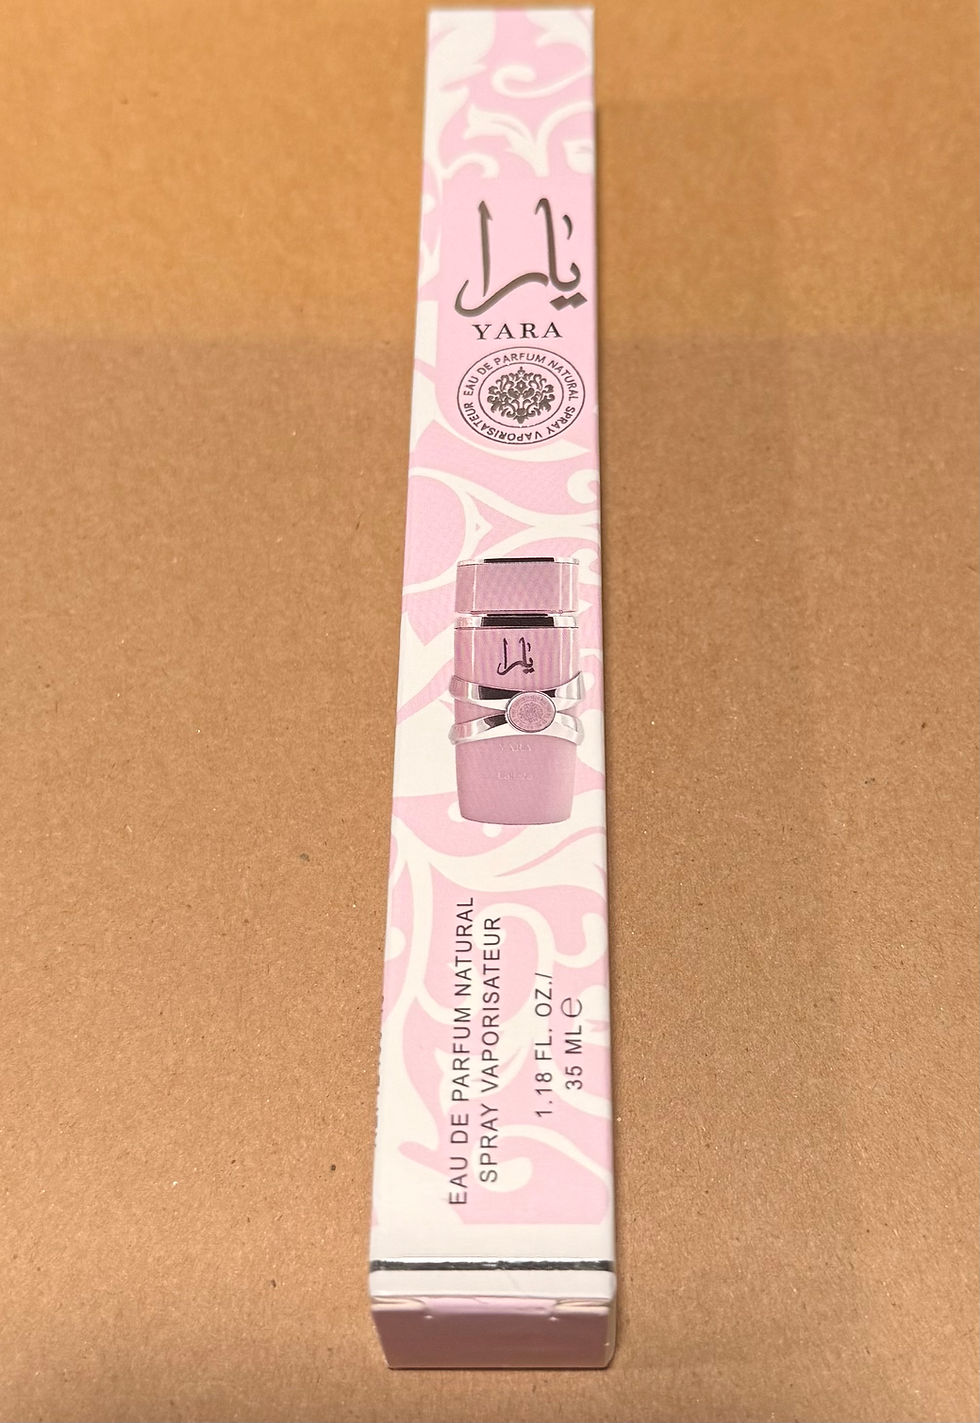 يارا
YARA
EAU DE PARFUM NATURAL SPRAY VAPORISATEUR
يارا
YARA
EAU DE PARFUM NATURAL
SPRAY VAPORISATEUR
1.18 FL. OZ./
35 ML ℮